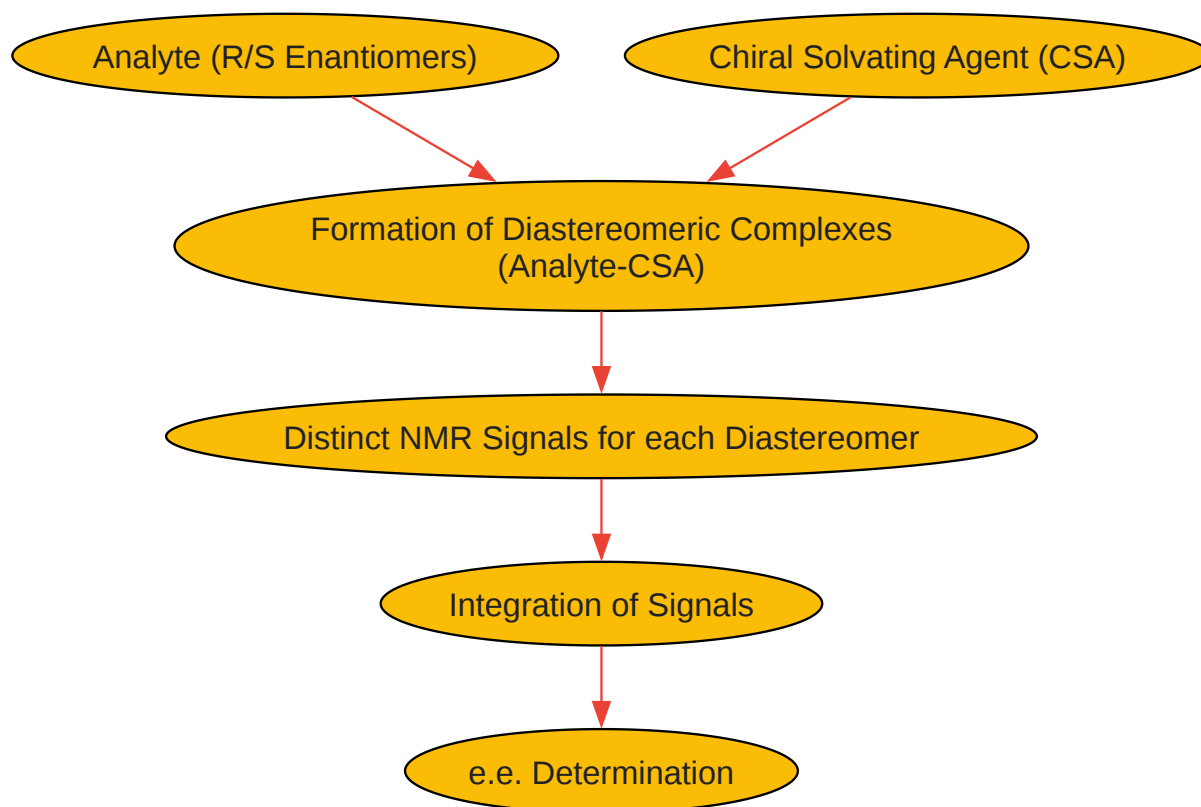 Analyte (R/S Enantiomers)
Chiral Solvating Agent (CSA)
Formation of Diastereomeric Complexes
(Analyte-CSA)
Distinct NMR Signals for each Diastereomer
Integration of Signals
e.e. Determination